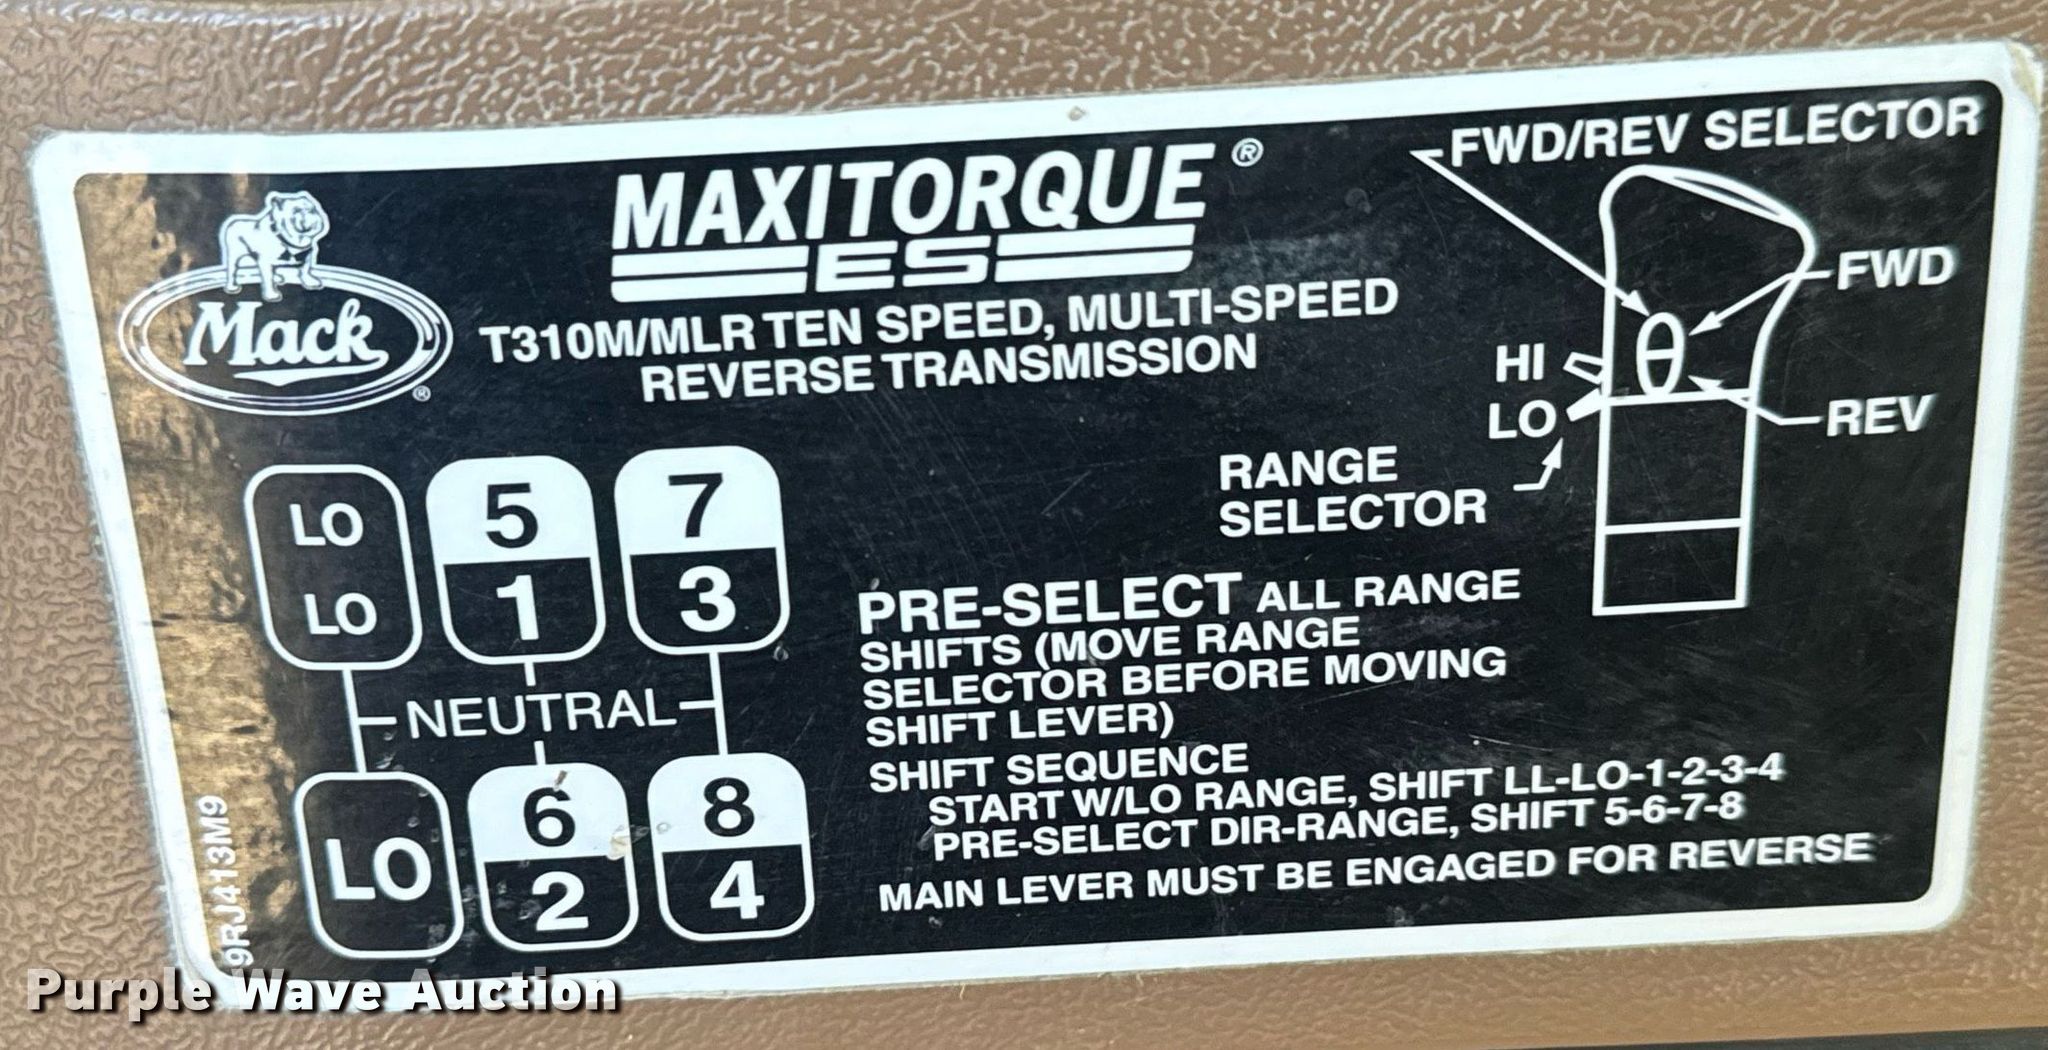 Mack®
MAXITORQUE®
ES
T310M/MLR TEN SPEED, MULTI-SPEED
REVERSE TRANSMISSION
FWD/REV SELECTOR
FWD
HI
LO
REV
RANGE
SELECTOR
LO
LO
5
1
7
3
NEUTRAL
LO
6
2
8
4
PRE-SELECT ALL RANGE
SHIFTS (MOVE RANGE
SELECTOR BEFORE MOVING
SHIFT LEVER)
SHIFT SEQUENCE
START W/LO RANGE, SHIFT LL-LO-1-2-3-4
PRE-SELECT DIR-RANGE, SHIFT 5-6-7-8
MAIN LEVER MUST BE ENGAGED FOR REVERSE
9RJ413M9
Purple Wave Auction